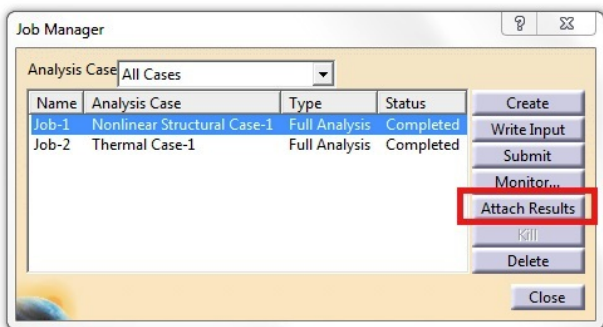 Job Manager
Analysis Case All Cases
Name Analysis Case Type Status
Job-1 Nonlinear Structural Case-1 Full Analysis Completed
Job-2 Thermal Case-1 Full Analysis Completed
Create
Write Input
Submit
Monitor...
Attach Results
Kill
Delete
Close